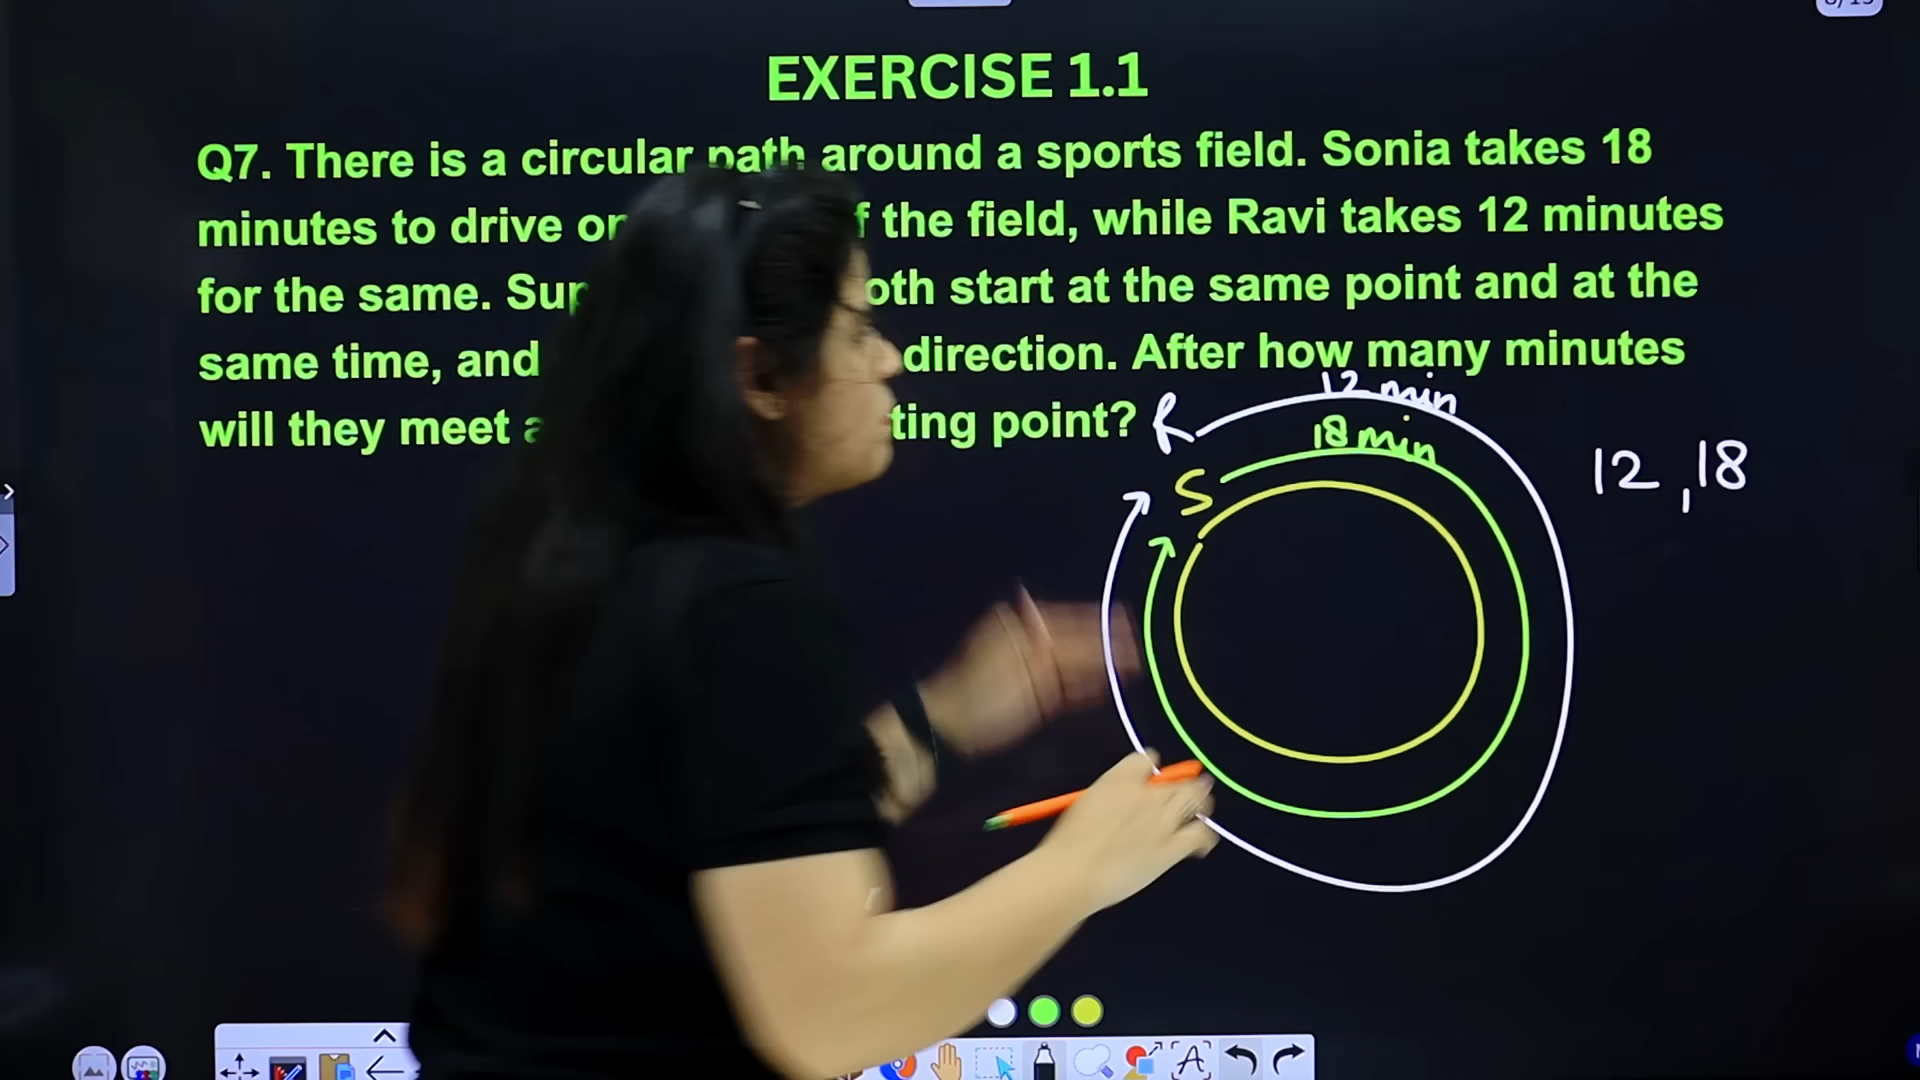 EXERCISE 1.1
Q7. There is a circular path around a sports field. Sonia takes 18
minutes to drive f the field, while Ravi takes 12 minutes
for the same. oth start at the same point and at the
same time, and direction. After how many minutes
will they meet ting point?
R 12 min
18 min
S
12, 18